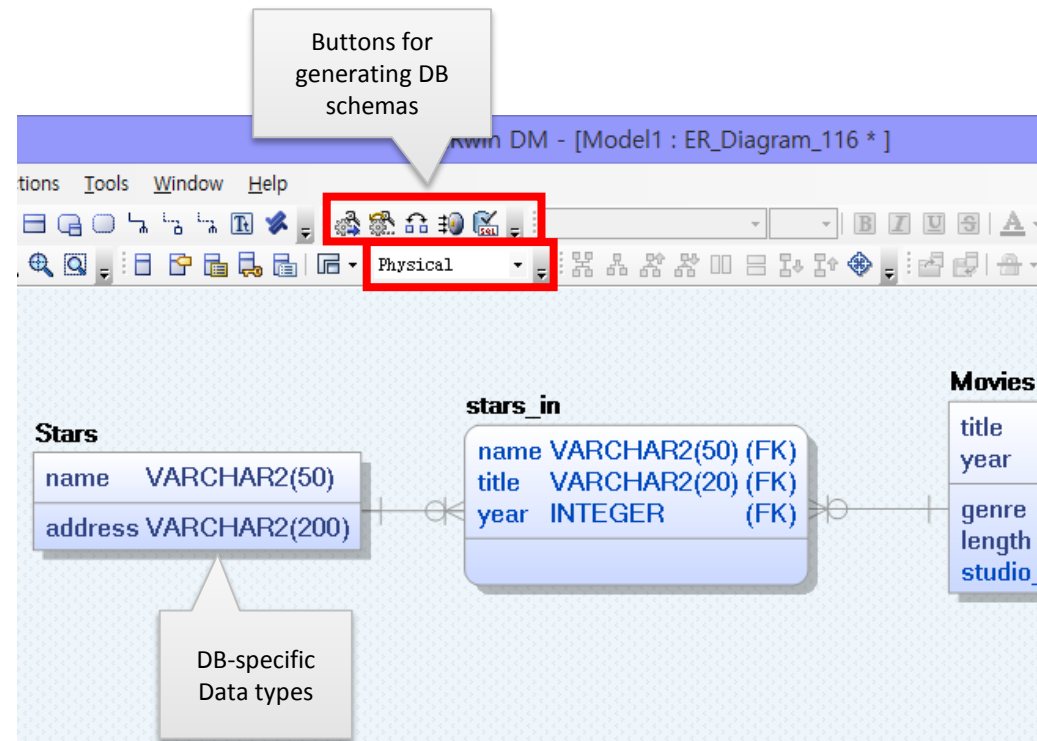 Buttons for
generating DB
schemas
DM - [Model1 : ER_Diagram_116 * ]
Tools Window Help
Tt
SQL
B I U S A
Physical
stars_in
name VARCHAR2(50) (FK)
title VARCHAR2(20) (FK)
year INTEGER (FK)
Stars
name VARCHAR2(50)
address VARCHAR2(200)
Movies
title
year
genre
length
studio_
DB-specific
Data types